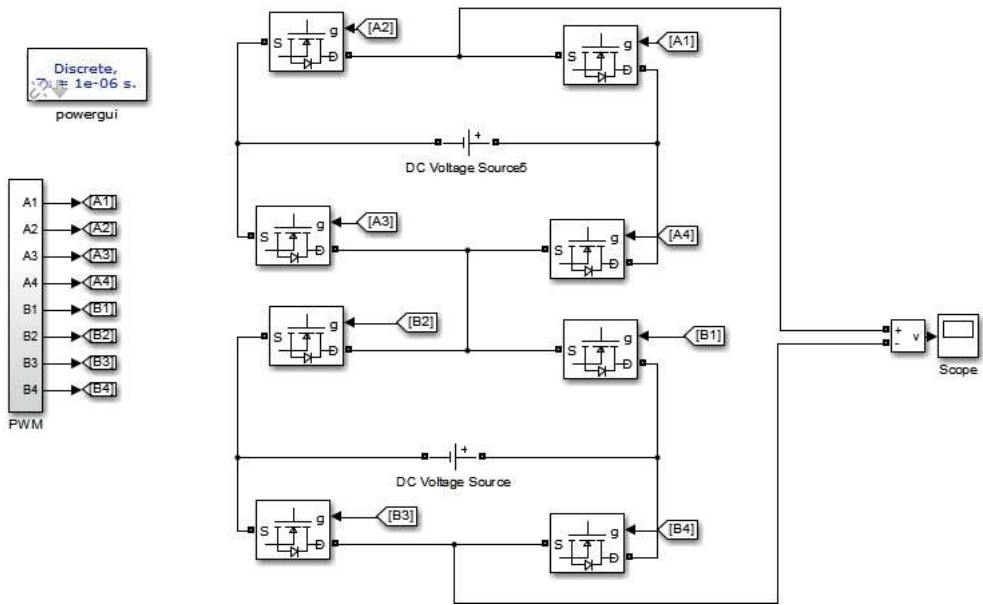 [A2]
g
S
D
[A1]
g
S
D
Discrete,
= 1e-06 s.
powergui
+
DC Voltage Source5
A1
[A1]
A2
[A2]
A3
[A3]
A4
[A4]
B1
[B1]
B2
[B2]
B3
[B3]
B4
[B4]
PWM
[A3]
g
S
D
[A4]
g
S
D
[B2]
g
S
D
[B1]
g
S
D
+
-
v
Scope
+
DC Voltage Source
[B3]
g
S
D
[B4]
g
S
D